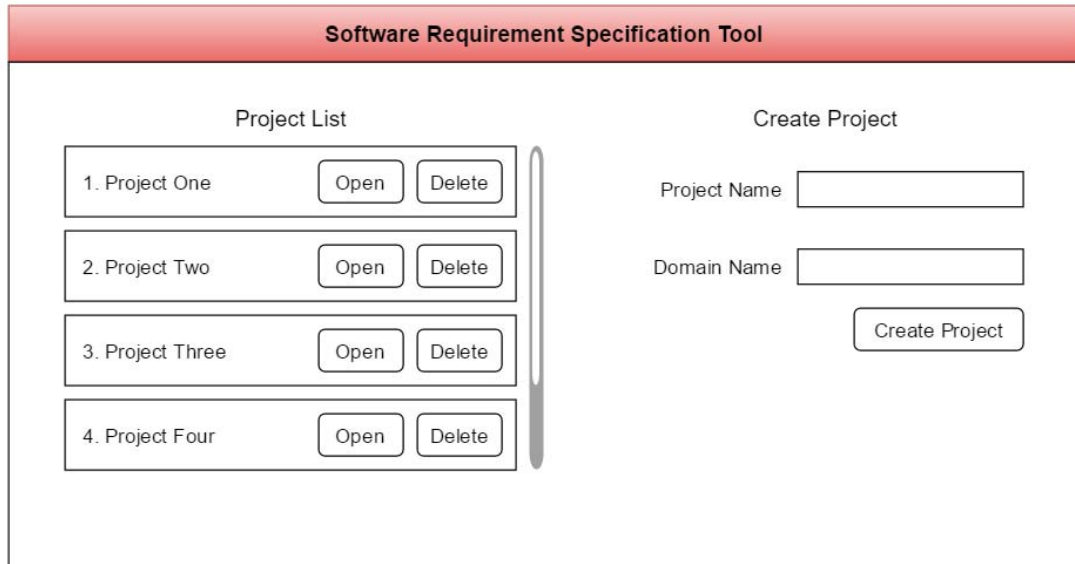 Software Requirement Specification Tool
Project List
1. Project One Open Delete
2. Project Two Open Delete
3. Project Three Open Delete
4. Project Four Open Delete
Create Project
Project Name
Domain Name
Create Project